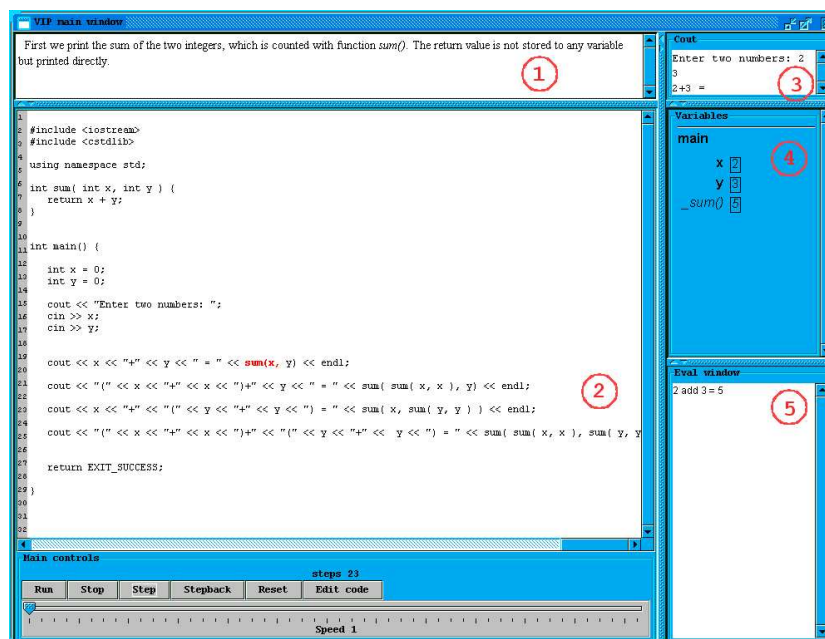 VIP main window
First we print the sum of the two integers, which is counted with function sum(). The return value is not stored to any variable
but printed directly.
1
1
2 #include <iostream>
3 #include <cstdlib>
4
5 using namespace std;
6 int sum( int x, int y ) {
7 return x + y;
8 }
9
10
11 int main() {
12
13 int x = 0;
int y = 0;
14
15 cout << "Enter two numbers: ";
16 cin >> x;
17 cin >> y;
18
19 cout << x << "+" << y << " = " << sum(x, y) << endl;
20
21 cout << "(" << x << "+" << x << ")+" << y << " = " << sum( sum( x, x ), y) << endl;
22
23 cout << x << "+" << "(" << y << "+" << y << ") = " << sum( x, sum( y, y ) ) << endl;
24
25 cout << "(" << x << "+" << x << ")+" << "(" << y << "+" << y << ") = " << sum( sum( x, x ), sum( y, y
26
27 return EXIT_SUCCESS;
28
29 }
30
31
32
2
Main controls
steps 23
Run Stop Step Stepback Reset Edit code
Speed 1
Cout
Enter two numbers: 2
3
2+3 =
3
Variables
main
x 2
y 3
_sum() 5
4
Eval window
2 add 3 = 5
5